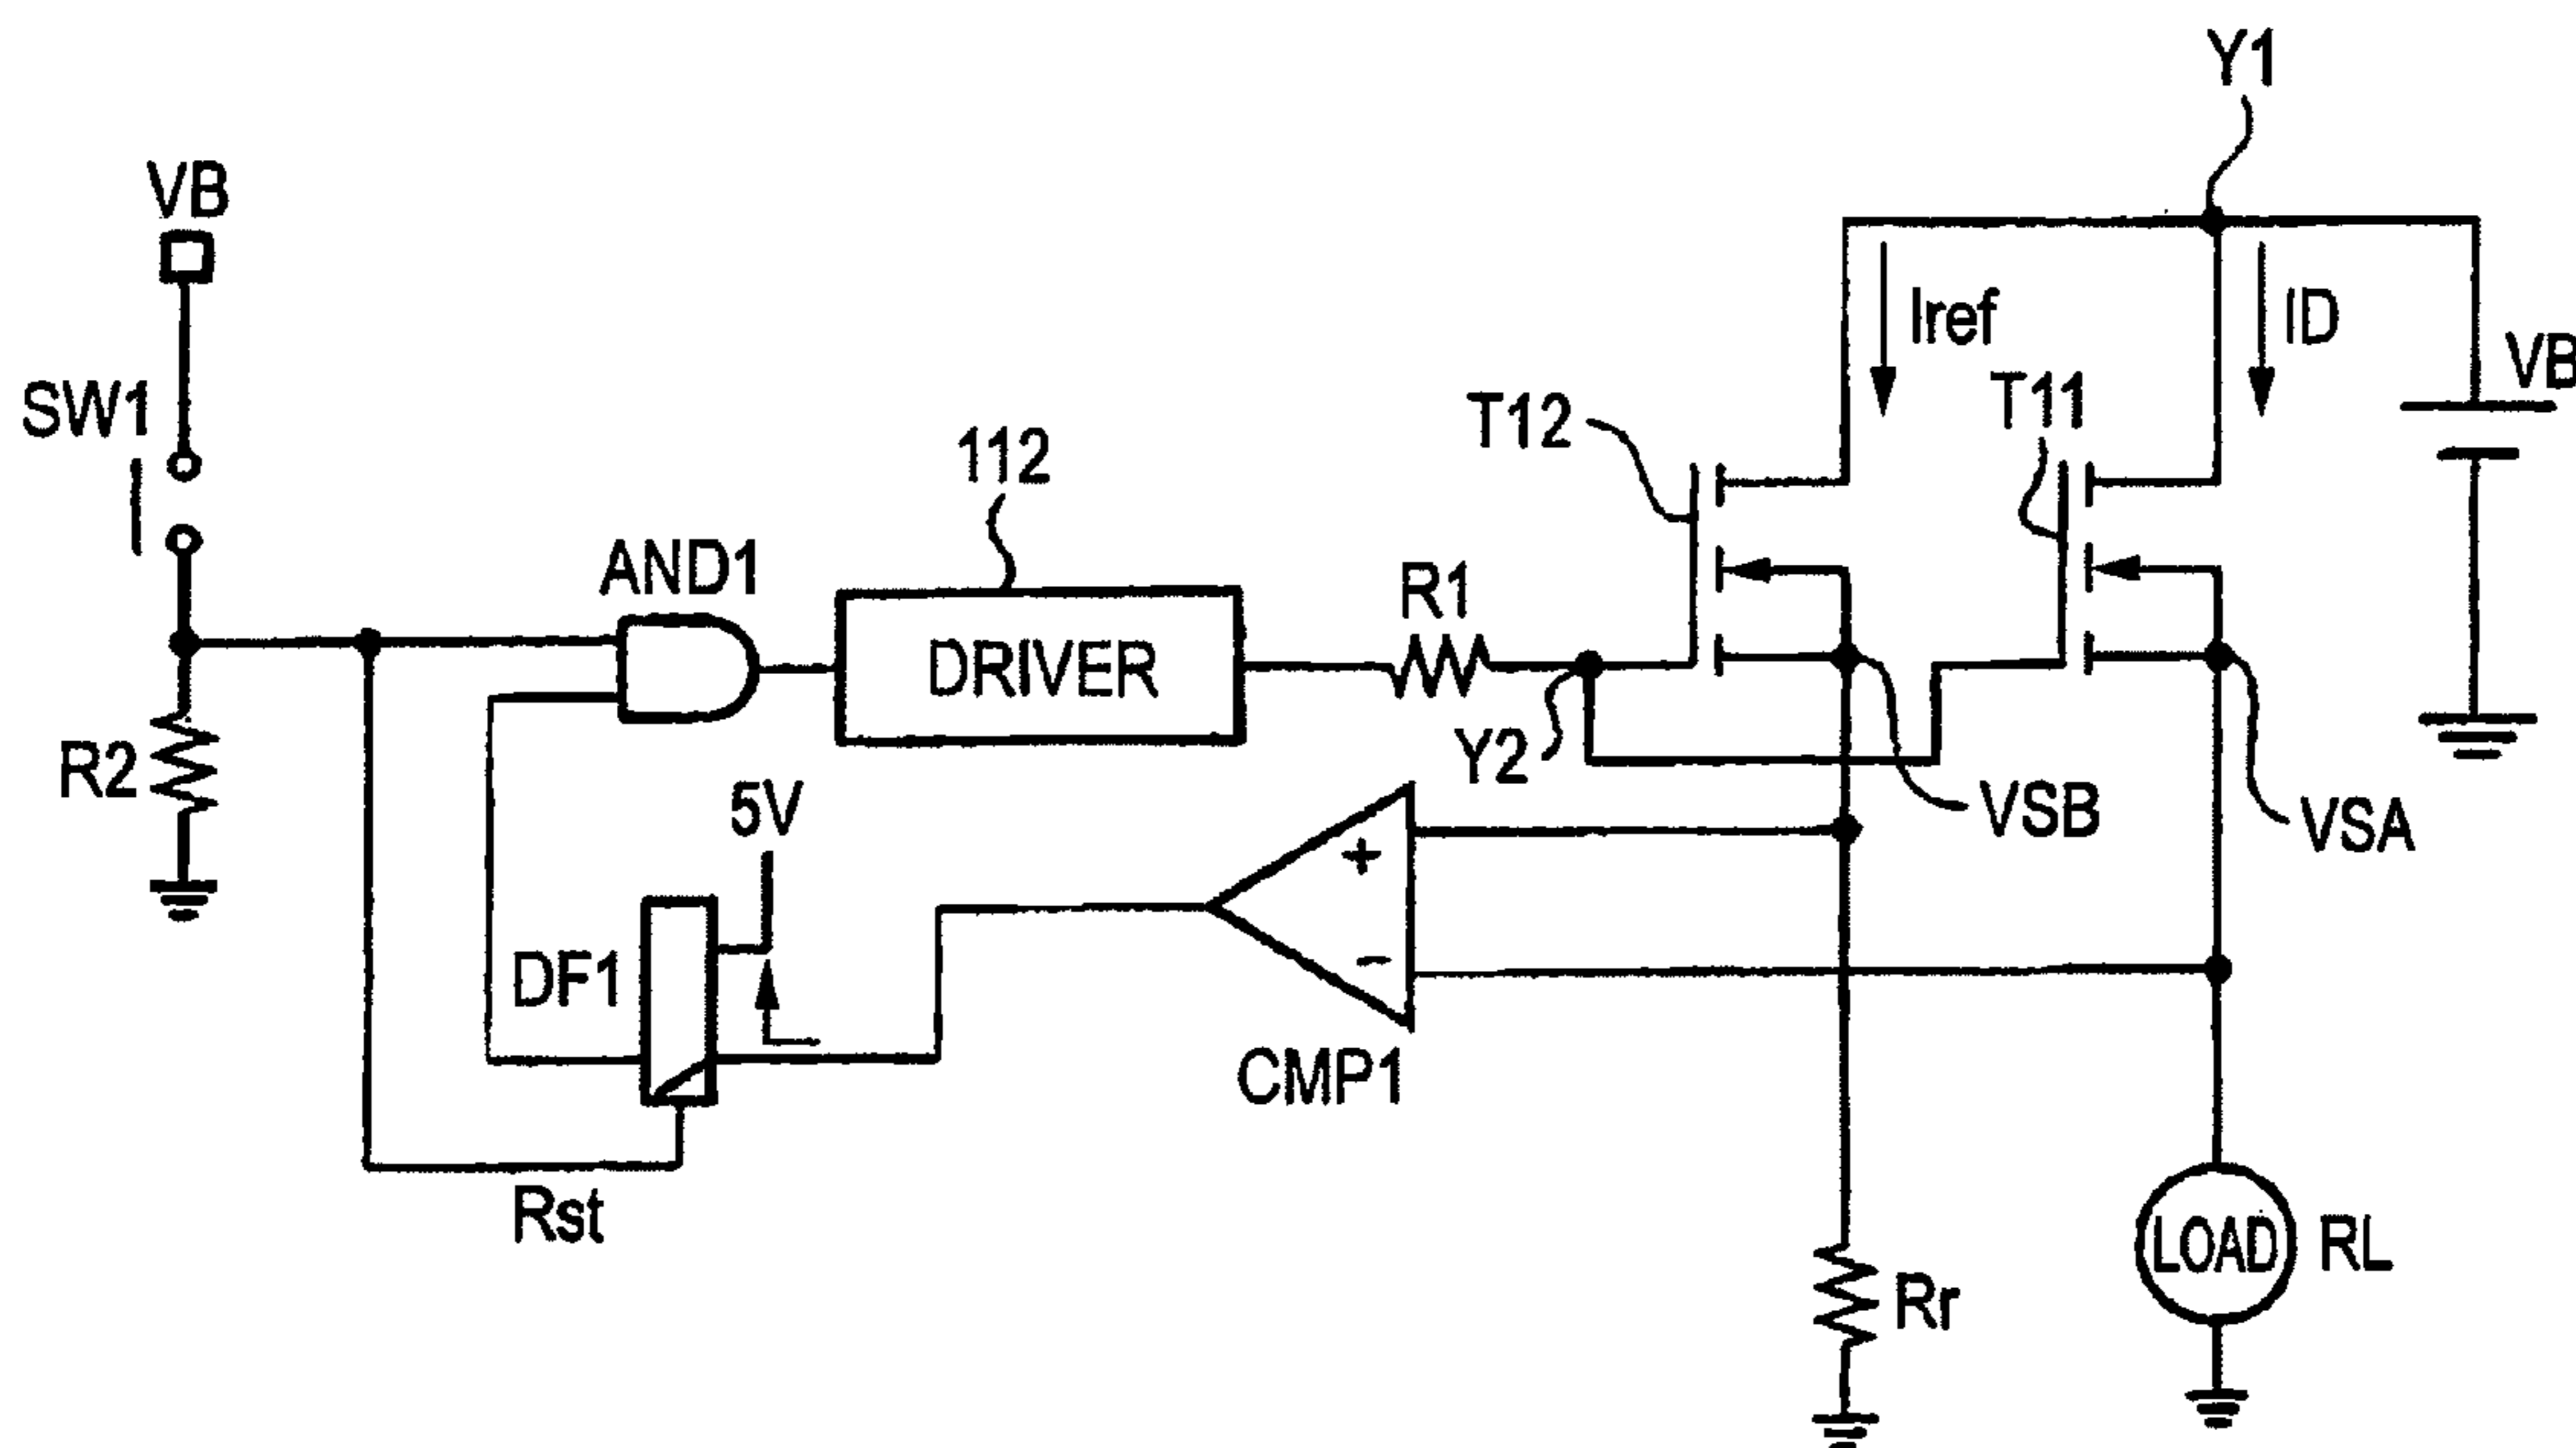 Y1
VB
Iref
ID
VB
SW1
T12
T11
112
AND1
R1
DRIVER
R2
Y2
5V
VSB
VSA
+
DF1
−
CMP1
Rst
LOAD
RL
Rr